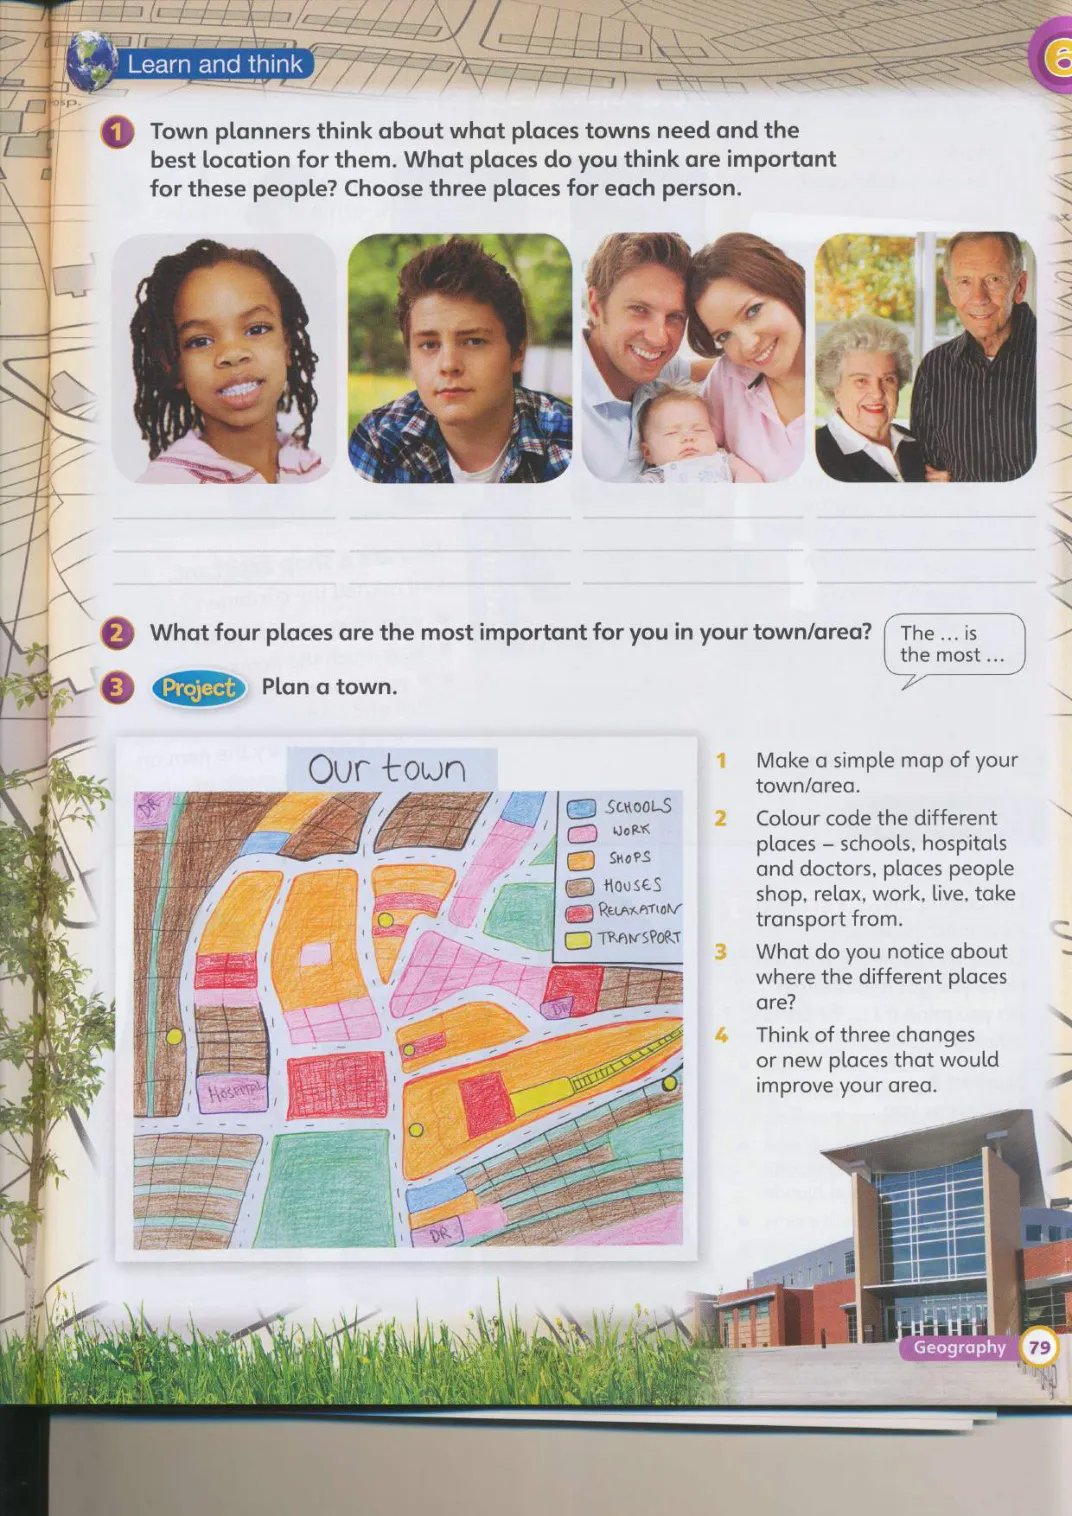 Learn and think
6
osp.
1 Town planners think about what places towns need and the
best location for them. What places do you think are important
for these people? Choose three places for each person.
2 What four places are the most important for you in your town/area?
The ... is
the most ...
3 Project Plan a town.
Our town
DR
SCHOOLS
WORK
SHOPS
HOUSES
RELAXATION
TRANSPORT
DR
Hospital
DR
1 Make a simple map of your
town/area.
2 Colour code the different
places – schools, hospitals
and doctors, places people
shop, relax, work, live, take
transport from.
3 What do you notice about
where the different places
are?
4 Think of three changes
or new places that would
improve your area.
Geography 79